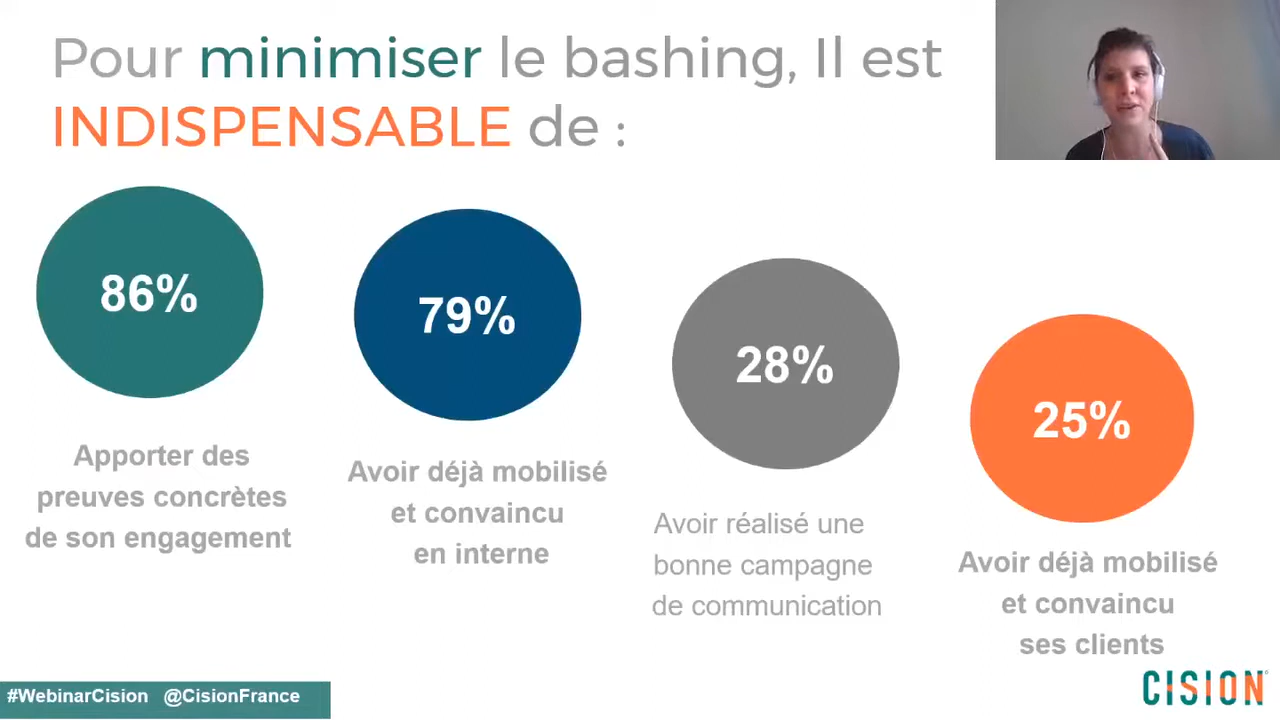 Pour minimiser le bashing, Il est
INDISPENSABLE de :
86%
Apporter des
preuves concrètes
de son engagement
79%
Avoir déjà mobilisé
et convaincu
en interne
28%
Avoir réalisé une
bonne campagne
de communication
25%
Avoir déjà mobilisé
et convaincu
ses clients
#WebinarCision @CisionFrance
CISION